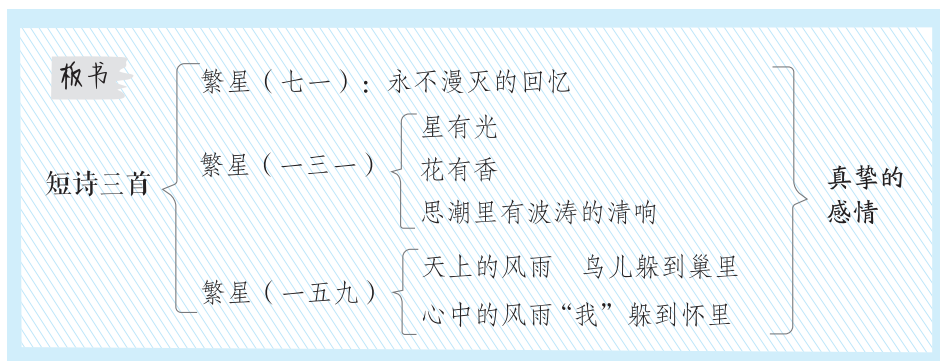 板书
繁星（七一）：永不漫灭的回忆
星有光
繁星（一三一）
花有香
短诗三首
真挚的
思潮里有波涛的清响
感情
天上的风雨　鸟儿躲到巢里
繁星（一五九）
心中的风雨“我”躲到怀里